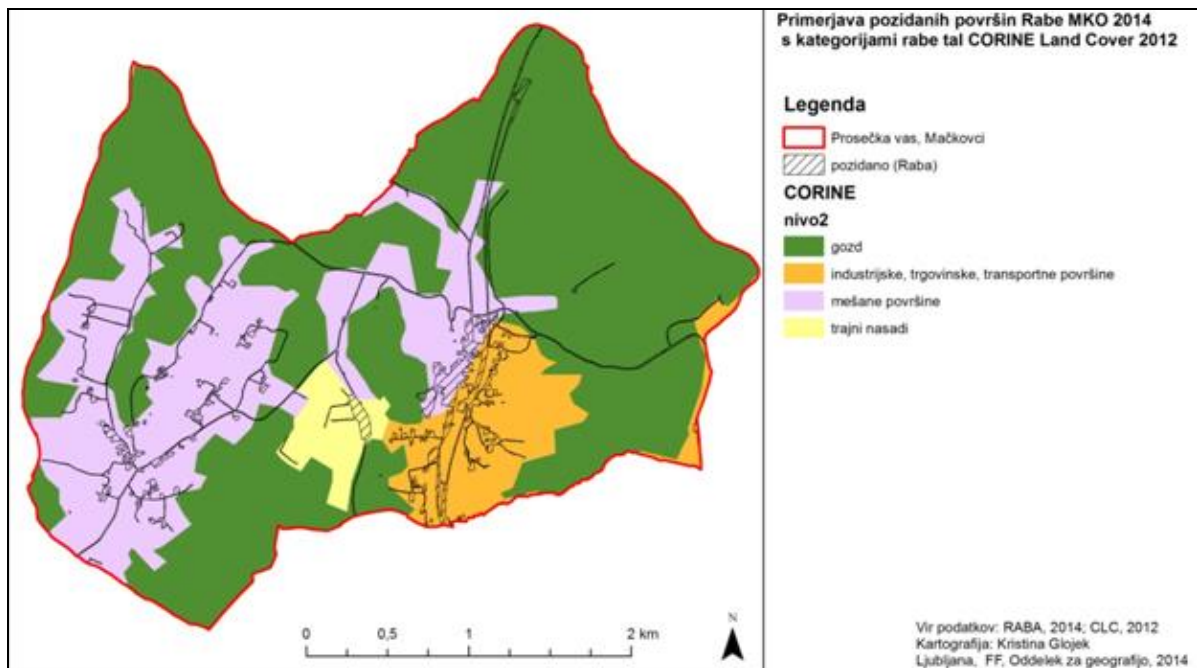 Primerjava pozidanih površin Rabe MKO 2014
s kategorijami rabe tal CORINE Land Cover 2012
Legenda
Prosečka vas, Mačkovci
pozidano (Raba)
CORINE
nivo2
gozd
industrijske, trgovinske, transportne površine
mešane površine
trajni nasadi
N
0 0,5 1 2 km
Vir podatkov: RABA, 2014; CLC, 2012
Kartografija: Kristina Glojek
Ljubljana, FF, Oddelek za geografijo, 2014